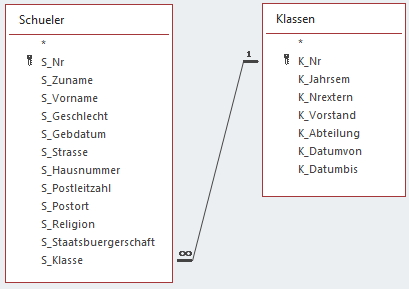 Schueler
*
S_Nr
S_Zuname
S_Vorname
S_Geschlecht
S_Gebdatum
S_Strasse
S_Hausnummer
S_Postleitzahl
S_Postort
S_Religion
S_Staatsbuergerschaft
S_Klasse
∞
1
Klassen
*
K_Nr
K_Jahrsem
K_Nrextern
K_Vorstand
K_Abteilung
K_Datumvon
K_Datumbis